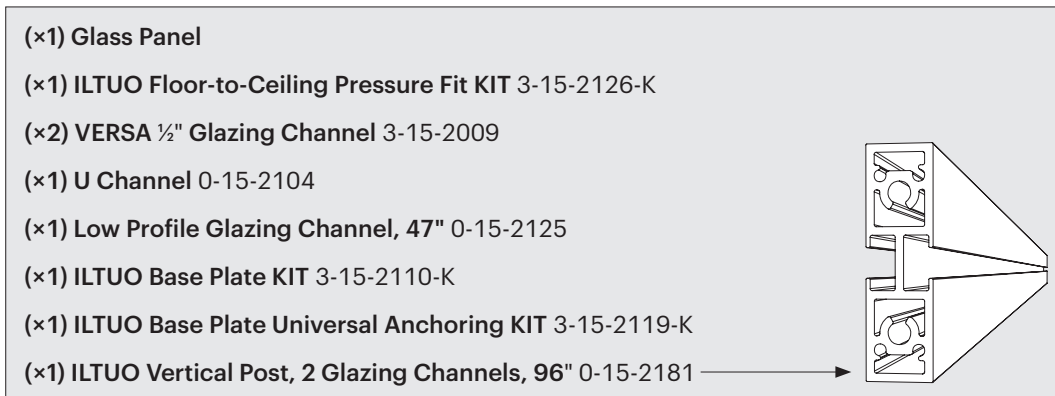 (×1) Glass Panel
(×1) ILTUO Floor-to-Ceiling Pressure Fit KIT 3-15-2126-K
(×2) VERSA ½" Glazing Channel 3-15-2009
(×1) U Channel 0-15-2104
(×1) Low Profile Glazing Channel, 47" 0-15-2125
(×1) ILTUO Base Plate KIT 3-15-2110-K
(×1) ILTUO Base Plate Universal Anchoring KIT 3-15-2119-K
(×1) ILTUO Vertical Post, 2 Glazing Channels, 96" 0-15-2181